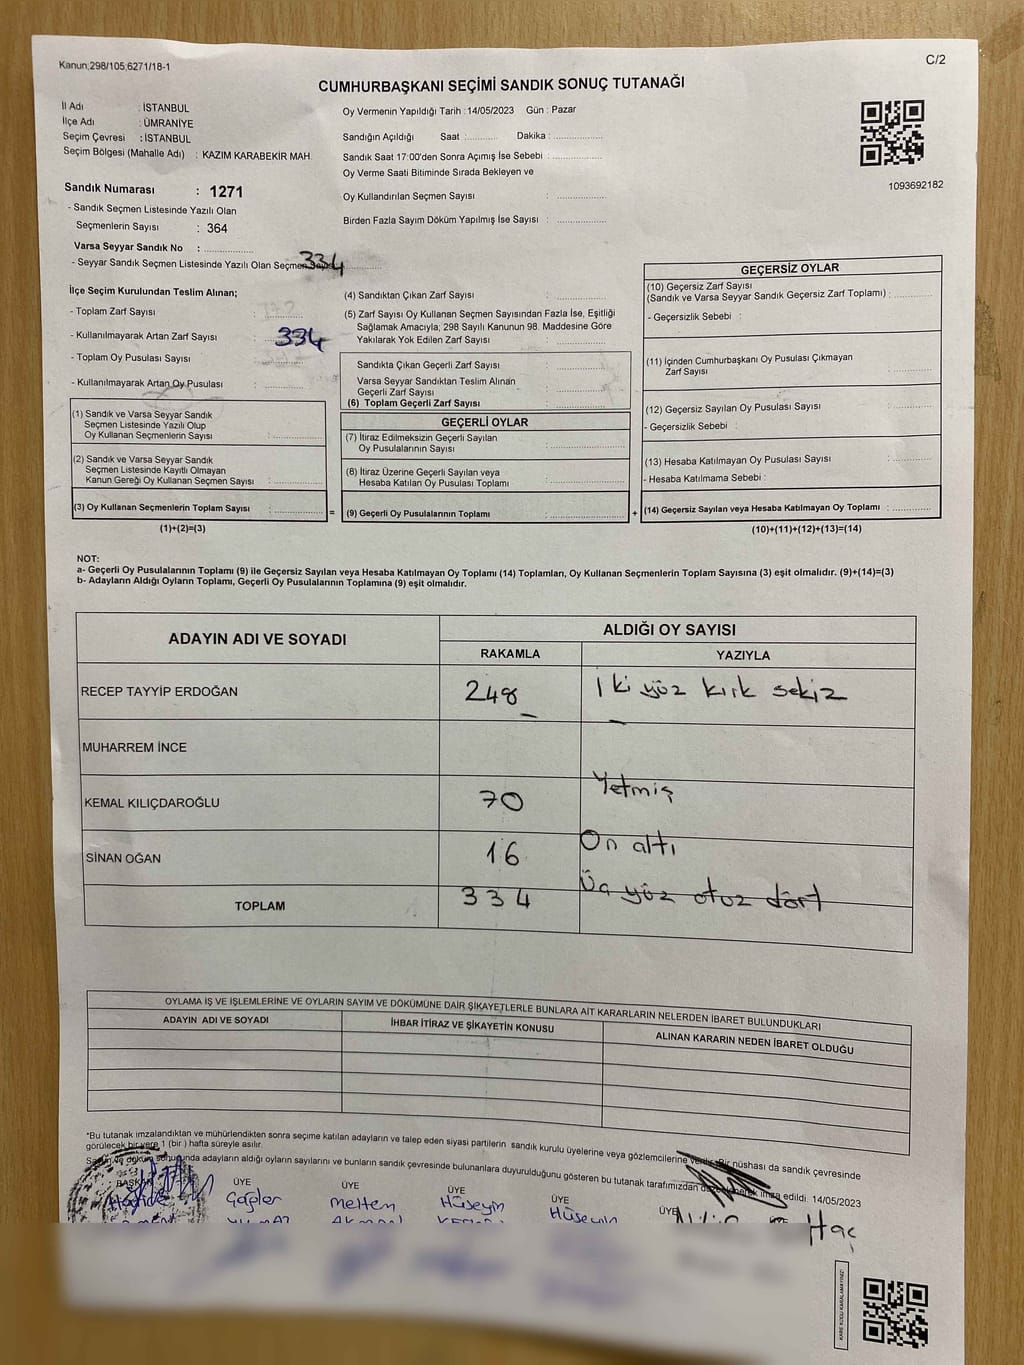 Kanun;298/105;6271/18-1
C/2
CUMHURBAŞKANI SEÇİMİ SANDIK SONUÇ TUTANAĞI
İl Adı : İSTANBUL
İlçe Adı : ÜMRANİYE
Seçim Çevresi : İSTANBUL
Seçim Bölgesi (Mahalle Adı) : KAZIM KARABEKİR MAH.
Sandık Numarası : 1271
- Sandık Seçmen Listesinde Yazılı Olan
Seçmenlerin Sayısı : 364
Varsa Seyyar Sandık No :
- Seyyar Sandık Seçmen Listesinde Yazılı Olan Seçmen 334
Oy Vermenin Yapıldığı Tarih : 14/05/2023 Gün : Pazar
Sandığın Açıldığı Saat : Dakika :
Sandık Saat 17:00'den Sonra Açımış İse Sebebi :
Oy Verme Saati Bitiminde Sırada Bekleyen ve
Oy Kullandırılan Seçmen Sayısı :
Birden Fazla Sayım Döküm Yapılmış İse Sayısı :
1093692182
İlçe Seçim Kurulundan Teslim Alınan;
- Toplam Zarf Sayısı :
- Kullanılmayarak Artan Zarf Sayısı : 334
- Toplam Oy Pusulası Sayısı :
- Kullanılmayarak Artan Oy Pusulası :
(1) Sandık ve Varsa Seyyar Sandık
Seçmen Listesinde Yazılı Olup
Oy Kullanan Seçmenlerin Sayısı :
(2) Sandık ve Varsa Seyyar Sandık
Seçmen Listesinde Kayıtlı Olmayan
Kanun Gereği Oy Kullanan Seçmen Sayısı :
(3) Oy Kullanan Seçmenlerin Toplam Sayısı :
(1)+(2)=(3)
(4) Sandıktan Çıkan Zarf Sayısı :
(5) Zarf Sayısı Oy Kullanan Seçmen Sayısından Fazla İse, Eşitliği
Sağlamak Amacıyla; 298 Sayılı Kanunun 98. Maddesine Göre
Yakılarak Yok Edilen Zarf Sayısı :
Sandıkta Çıkan Geçerli Zarf Sayısı :
Varsa Seyyar Sandıktan Teslim Alınan
Geçerli Zarf Sayısı :
(6) Toplam Geçerli Zarf Sayısı :
GEÇERLİ OYLAR
(7) İtiraz Edilmeksizin Geçerli Sayılan
Oy Pusulalarının Sayısı :
(8) İtiraz Üzerine Geçerli Sayılan veya
Hesaba Katılan Oy Pusulası Toplamı :
= (9) Geçerli Oy Pusulalarının Toplamı :
GEÇERSİZ OYLAR
(10) Geçersiz Zarf Sayısı
(Sandık ve Varsa Seyyar Sandık Geçersiz Zarf Toplamı) :
- Geçersizlik Sebebi :
(11) İçinden Cumhurbaşkanı Oy Pusulası Çıkmayan
Zarf Sayısı :
(12) Geçersiz Sayılan Oy Pusulası Sayısı :
- Geçersizlik Sebebi :
(13) Hesaba Katılmayan Oy Pusulası Sayısı :
- Hesaba Katılmama Sebebi :
+ (14) Geçersiz Sayılan veya Hesaba Katılmayan Oy Toplamı :
(10)+(11)+(12)+(13)=(14)
NOT:
a- Geçerli Oy Pusulalarının Toplamı (9) ile Geçersiz Sayılan veya Hesaba Katılmayan Oy Toplamı (14) Toplamları, Oy Kullanan Seçmenlerin Toplam Sayısına (3) eşit olmalıdır. (9)+(14)=(3)
b- Adayların Aldığı Oyların Toplamı, Geçerli Oy Pusulalarının Toplamına (9) eşit olmalıdır.
ADAYIN ADI VE SOYADI
ALDIĞI OY SAYISI
RAKAMLA YAZIYLA
RECEP TAYYİP ERDOĞAN 248 İki yüz kırk sekiz
MUHARREM İNCE
KEMAL KILIÇDAROĞLU 70 Yetmiş
SİNAN OĞAN 16 On altı
TOPLAM 334 Üç yüz otuz dört
OYLAMA İŞ VE İŞLEMLERİNE VE OYLARIN SAYIM VE DÖKÜMÜNE DAİR ŞİKAYETLERLE BUNLARA AİT KARARLARIN NELERDEN İBARET BULUNDUKLARI
ADAYIN ADI VE SOYADI İHBAR İTİRAZ VE ŞİKAYETİN KONUSU ALINAN KARARIN NEDEN İBARET OLDUĞU
*Bu tutanak imzalandıktan ve mühürlendikten sonra seçime katılan adayların ve talep eden siyasi partilerin sandık kurulu üyelerine veya gözlemcilerine verilir. Bir nüshası da sandık çevresinde
görülecek bir yere 1 (bir ) hafta süreyle asılır.
Sayım ve döküm sonucunda adayların aldığı oyların sayılarını ve bunların sandık çevresinde bulunanlara duyurulduğunu gösteren bu tutanak tarafımızdan düzenlenerek imza edildi. 14/05/2023
BAŞKAN ÜYE ÜYE ÜYE ÜYE ÜYE
Meltem Hüseyin Hüseyin Haç